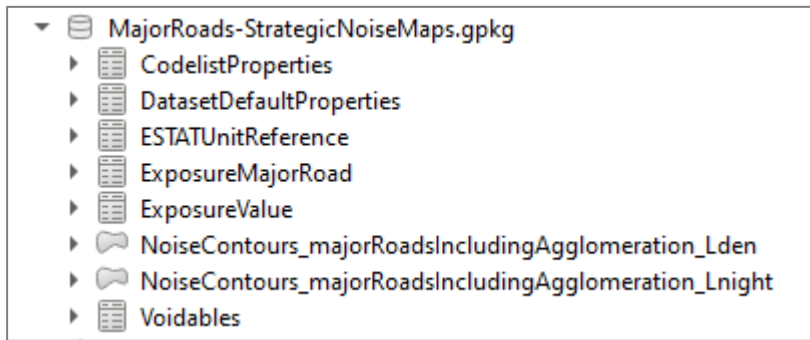 MajorRoads-StrategicNoiseMaps.gpkg
CodelistProperties
DatasetDefaultProperties
ESTATUnitReference
ExposureMajorRoad
ExposureValue
NoiseContours_majorRoadsIncludingAgglomeration_Lden
NoiseContours_majorRoadsIncludingAgglomeration_Lnight
Voidables